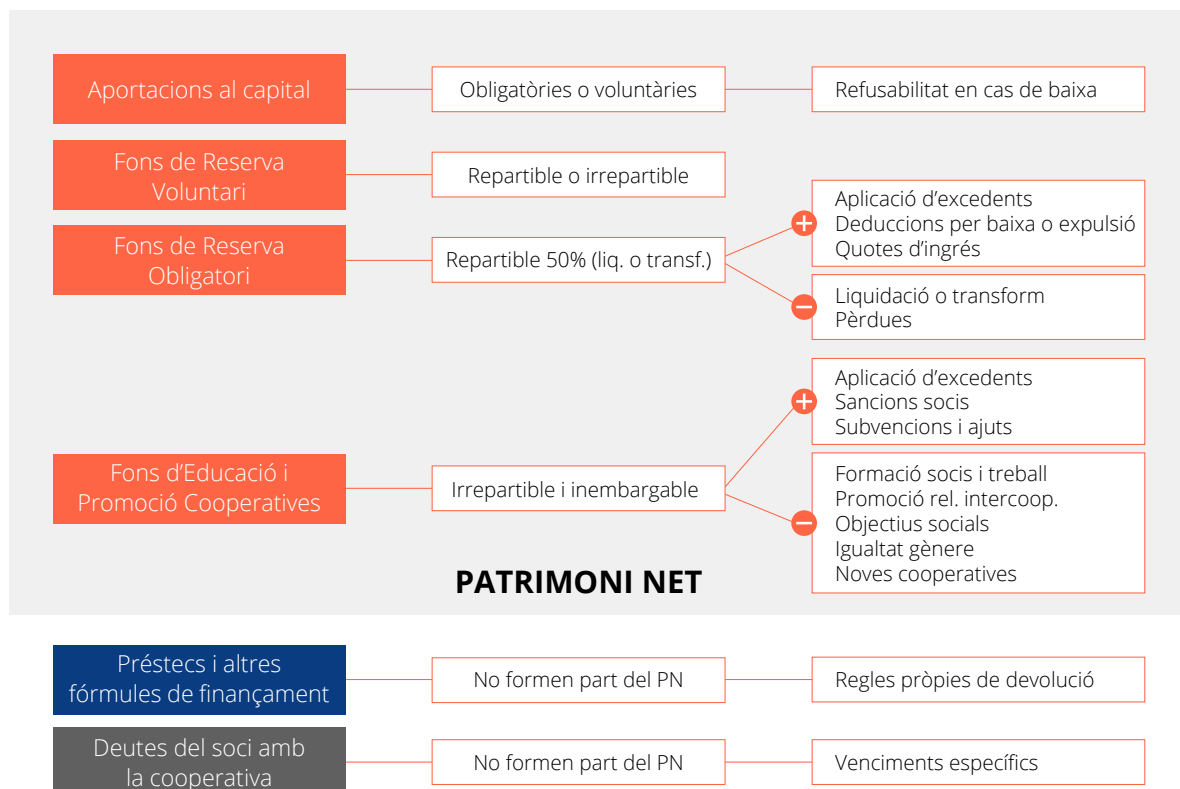 Aportacions al capital
Obligatòries o voluntàries
Refusabilitat en cas de baixa
Fons de Reserva
Voluntari
Repartible o irrepartible
Fons de Reserva
Obligatori
Repartible 50% (liq. o transf.)
Aplicació d'excedents
Deduccions per baixa o expulsió
Quotes d'ingrés
Liquidació o transform
Pèrdues
Fons d'Educació i
Promoció Cooperatives
Irrepartible i inembargable
Aplicació d'excedents
Sancions socis
Subvencions i ajuts
Formació socis i treball
Promoció rel. intercoop.
Objectius socials
Igualtat gènere
Noves cooperatives
PATRIMONI NET
Préstecs i altres
fórmules de finançament
No formen part del PN
Regles pròpies de devolució
Deutes del soci amb
la cooperativa
No formen part del PN
Venciments específics